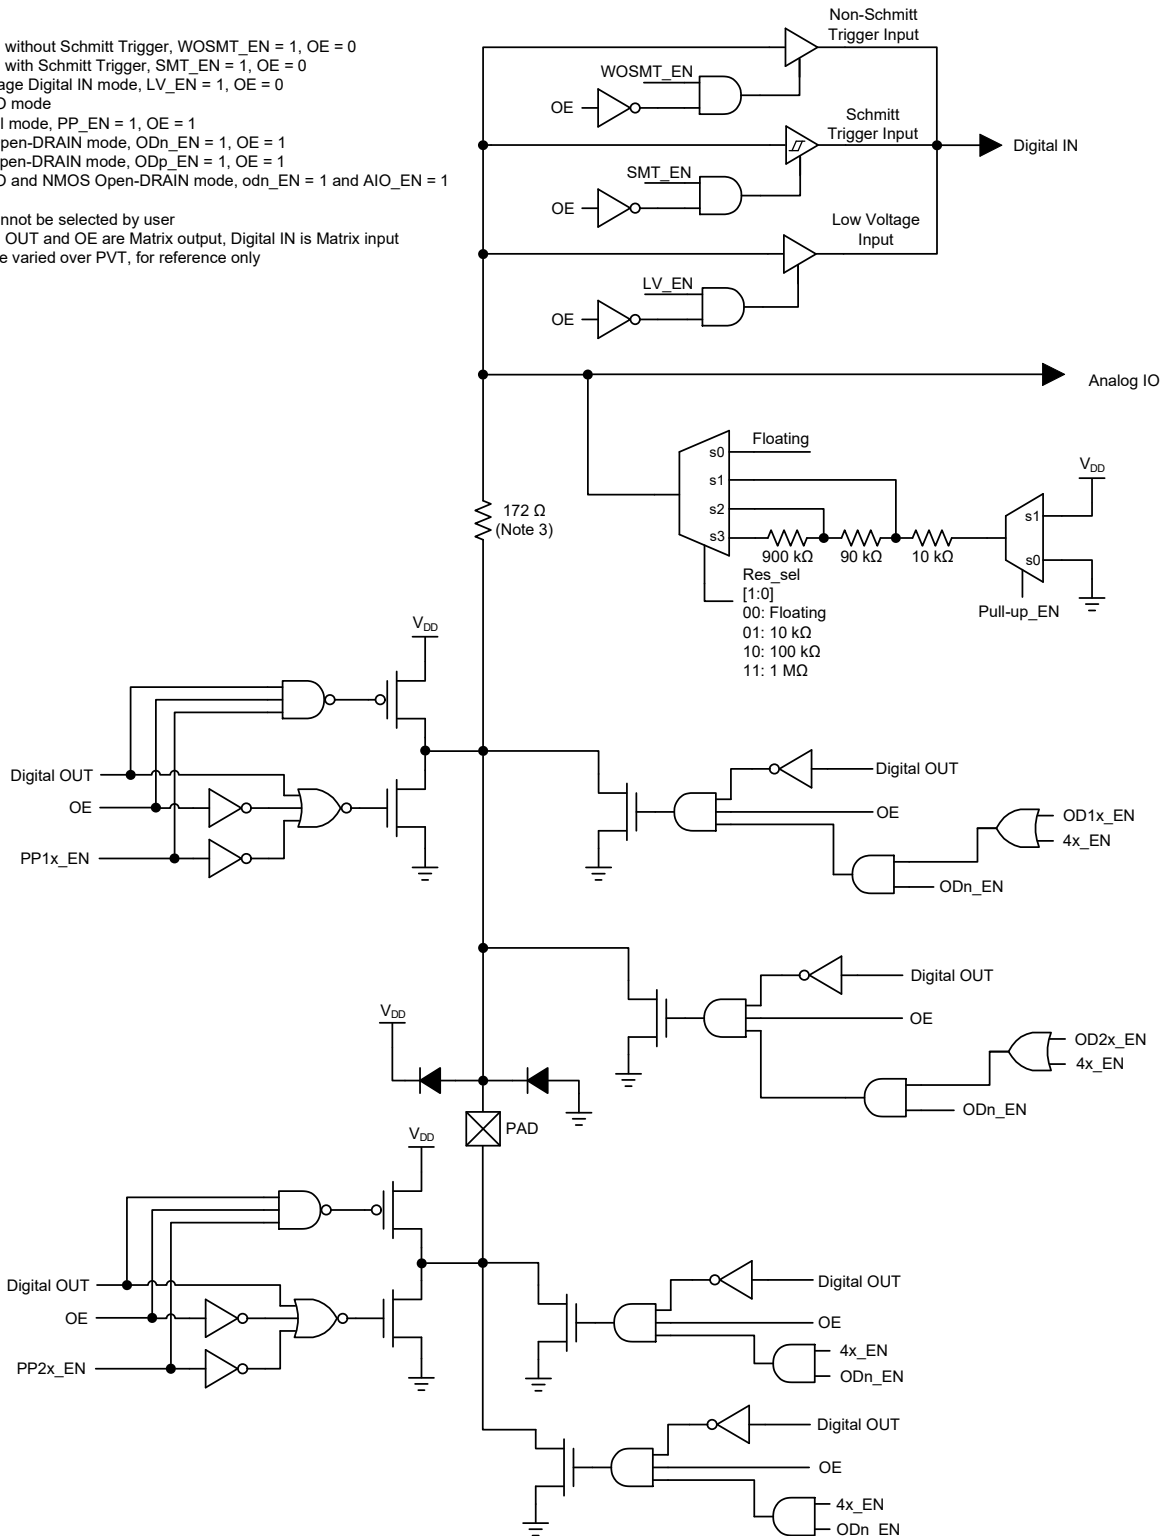 without Schmitt Trigger, WOSMT_EN = 1, OE = 0
with Schmitt Trigger, SMT_EN = 1, OE = 0
age Digital IN mode, LV_EN = 1, OE = 0
O mode
l mode, PP_EN = 1, OE = 1
pen-DRAIN mode, ODn_EN = 1, OE = 1
pen-DRAIN mode, ODp_EN = 1, OE = 1
O and NMOS Open-DRAIN mode, odn_EN = 1 and AIO_EN = 1
nnot be selected by user
OUT and OE are Matrix output, Digital IN is Matrix input
e varied over PVT, for reference only
Non-Schmitt
Trigger Input
WOSMT_EN
OE
Schmitt
Trigger Input
Digital IN
SMT_EN
OE
Low Voltage
Input
LV_EN
OE
Analog IO
Floating
s0
s1
s2
s3
VDD
s1
s0
172 Ω
(Note 3)
900 kΩ
90 kΩ
10 kΩ
Res_sel
[1:0]
00: Floating
01: 10 kΩ
10: 100 kΩ
11: 1 MΩ
Pull-up_EN
VDD
Digital OUT
OE
PP1x_EN
Digital OUT
OE
OD1x_EN
4x_EN
ODn_EN
Digital OUT
OE
OD2x_EN
4x_EN
ODn_EN
VDD
PAD
VDD
Digital OUT
OE
PP2x_EN
Digital OUT
OE
4x_EN
ODn_EN
Digital OUT
OE
4x_EN
ODn_EN